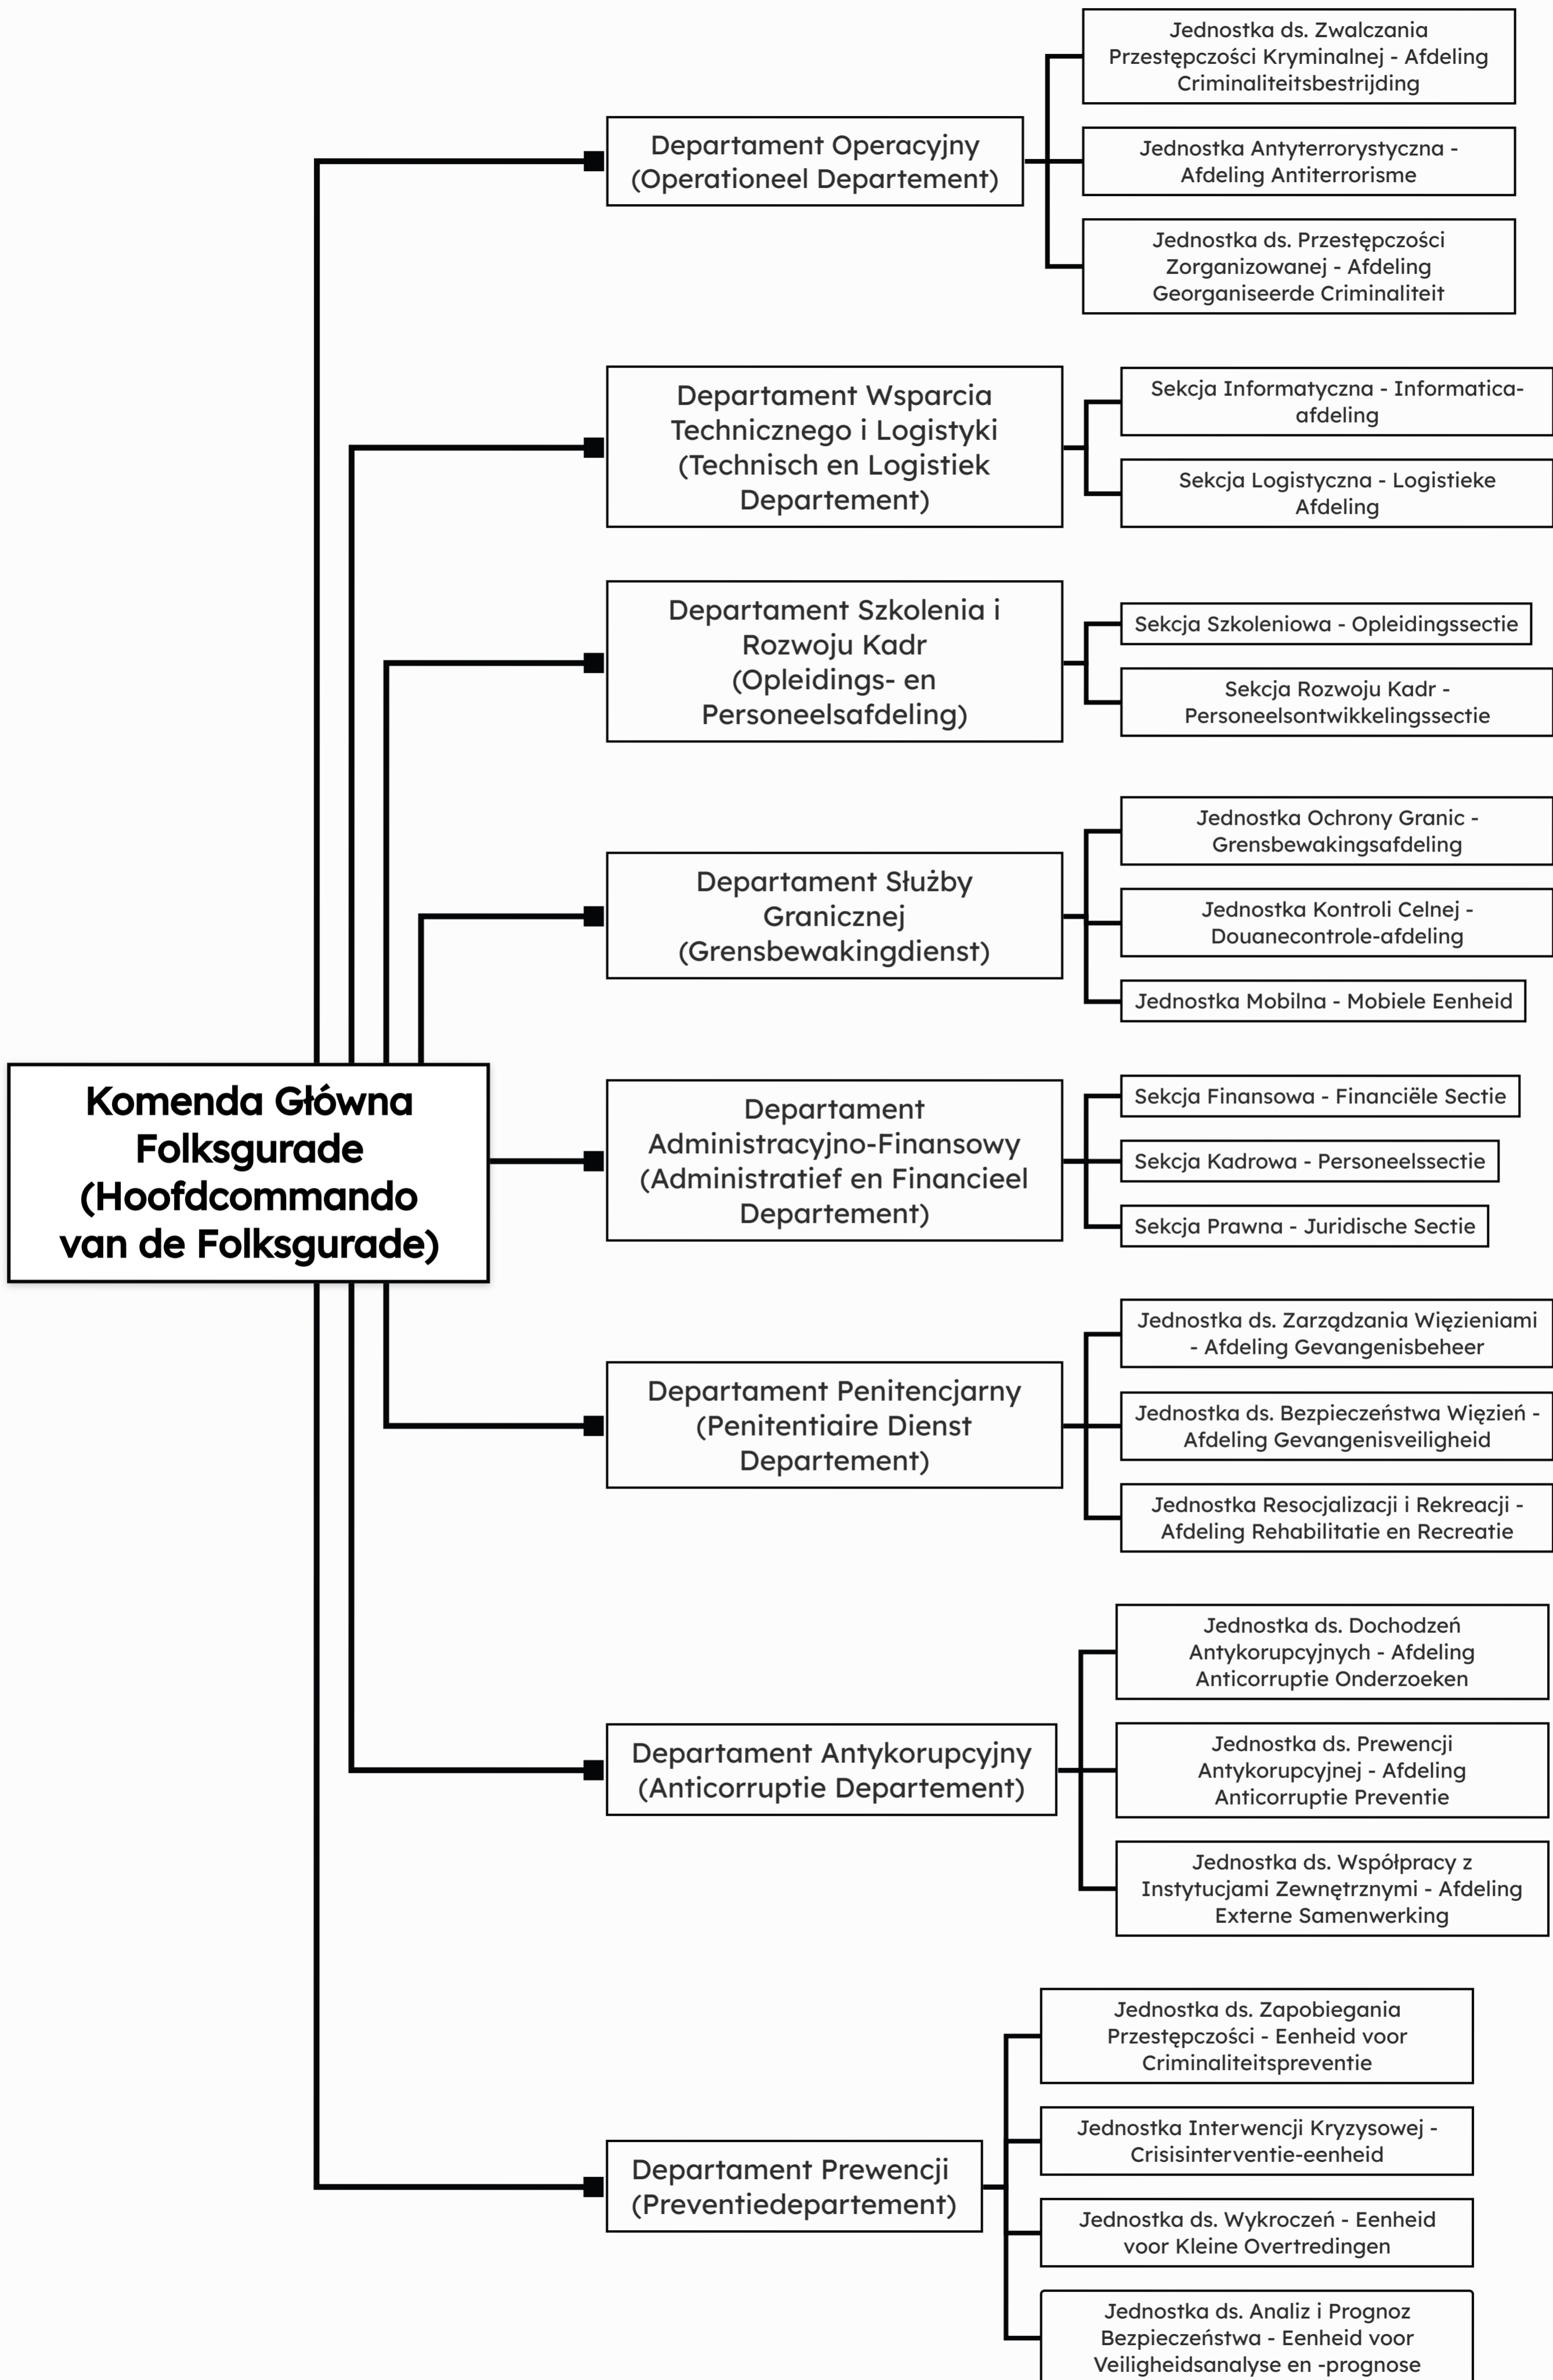 Jednostka ds. Zwalczania
Przestępczości Kryminalnej - Afdeling
Criminaliteitsbestrijding
Departament Operacyjny
(Operationeel Departement)
Jednostka Antyterrorystyczna -
Afdeling Antiterrorisme
Jednostka ds. Przestępczości
Zorganizowanej - Afdeling
Georganiseerde Criminaliteit
Departament Wsparcia
Technicznego i Logistyki
(Technisch en Logistiek
Departement)
Sekcja Informatyczna - Informatica-
afdeling
Sekcja Logistyczna - Logistieke
Afdeling
Departament Szkolenia i
Rozwoju Kadr
(Opleidings- en
Personeelsafdeling)
Sekcja Szkoleniowa - Opleidingssectie
Sekcja Rozwoju Kadr -
Personeelsontwikkelingssectie
Departament Służby
Granicznej
(Grensbewakingdienst)
Jednostka Ochrony Granic -
Grensbewakingsafdeling
Jednostka Kontroli Celnej -
Douanecontrole-afdeling
Jednostka Mobilna - Mobiele Eenheid
Komenda Główna
Folksgurade
(Hoofdcommando
van de Folksgurade)
Departament
Administracyjno-Finansowy
(Administratief en Financieel
Departement)
Sekcja Finansowa - Financiële Sectie
Sekcja Kadrowa - Personeelssectie
Sekcja Prawna - Juridische Sectie
Departament Penitencjarny
(Penitentiaire Dienst
Departement)
Jednostka ds. Zarządzania Więzieniami
- Afdeling Gevangenisbeheer
Jednostka ds. Bezpieczeństwa Więzień -
Afdeling Gevangenisveiligheid
Jednostka Resocjalizacji i Rekreacji -
Afdeling Rehabilitatie en Recreatie
Departament Antykorupcyjny
(Anticorruptie Departement)
Jednostka ds. Dochodzeń
Antykorupcyjnych - Afdeling
Anticorruptie Onderzoeken
Jednostka ds. Prewencji
Antykorupcyjnej - Afdeling
Anticorruptie Preventie
Jednostka ds. Współpracy z
Instytucjami Zewnętrznymi - Afdeling
Externe Samenwerking
Departament Prewencji
(Preventiedepartement)
Jednostka ds. Zapobiegania
Przestępczości - Eenheid voor
Criminaliteitspreventie
Jednostka Interwencji Kryzysowej -
Crisisinterventie-eenheid
Jednostka ds. Wykroczeń - Eenheid
voor Kleine Overtredingen
Jednostka ds. Analiz i Prognoz
Bezpieczeństwa - Eenheid voor
Veiligheidsanalyse en -prognose